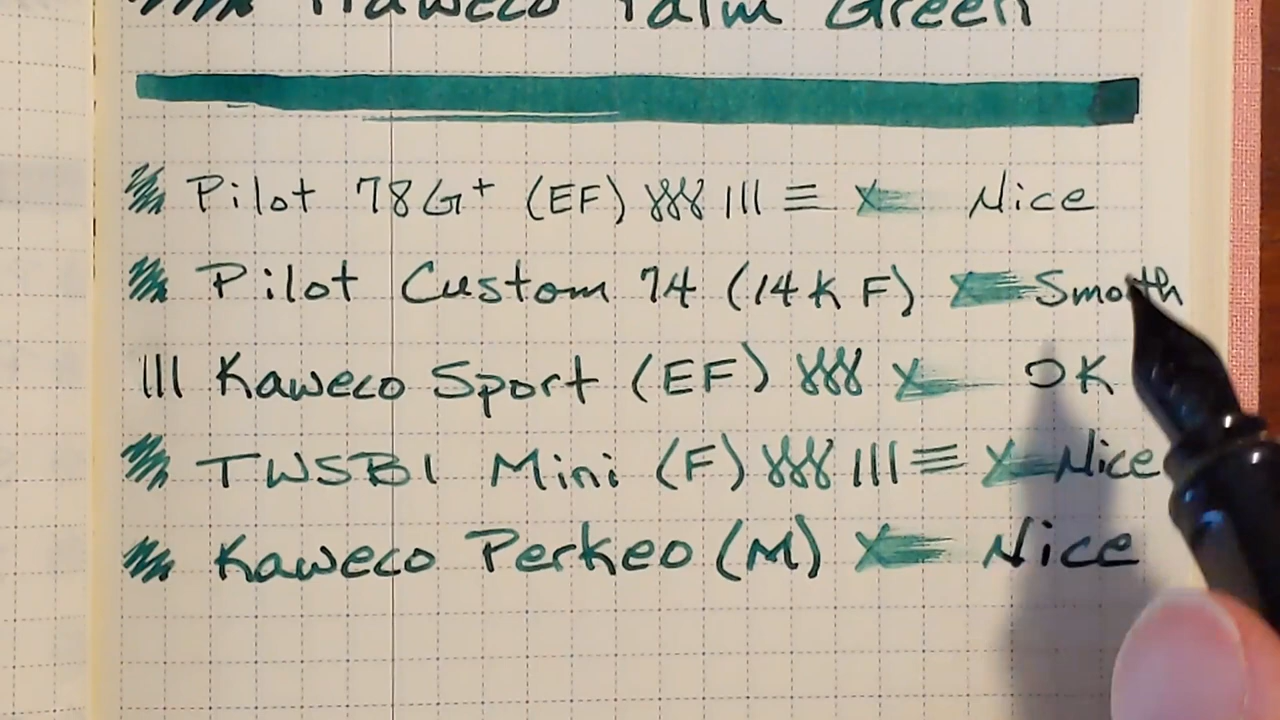 Kaweco Palm Green
Pilot 78G+ (EF) Nice
Pilot Custom 74 (14K F) Smooth
Kaweco Sport (EF) OK
TWSBI Mini (F) Nice
Kaweco Perkeo (M) Nice